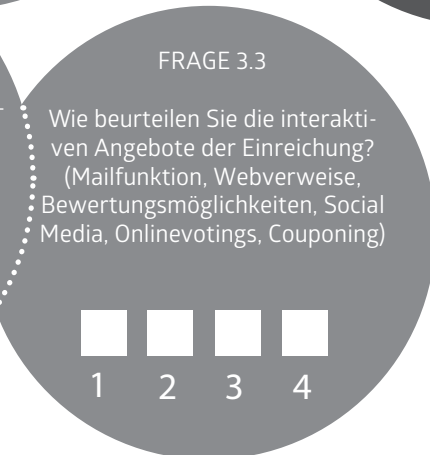 FRAGE 3.3
Wie beurteilen Sie die interakti-
ven Angebote der Einreichung?
(Mailfunktion, Webverweise,
Bewertungsmöglichkeiten, Social
Media, Onlinevotings, Couponing)
1 2 3 4